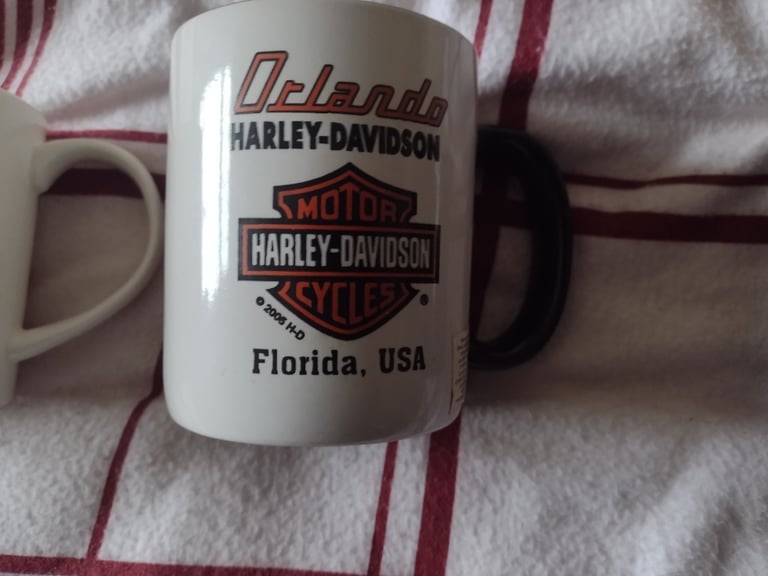 Orlando
HARLEY-DAVIDSON
MOTOR
HARLEY-DAVIDSON
CYCLES
®
© 2005 H-D
Florida, USA